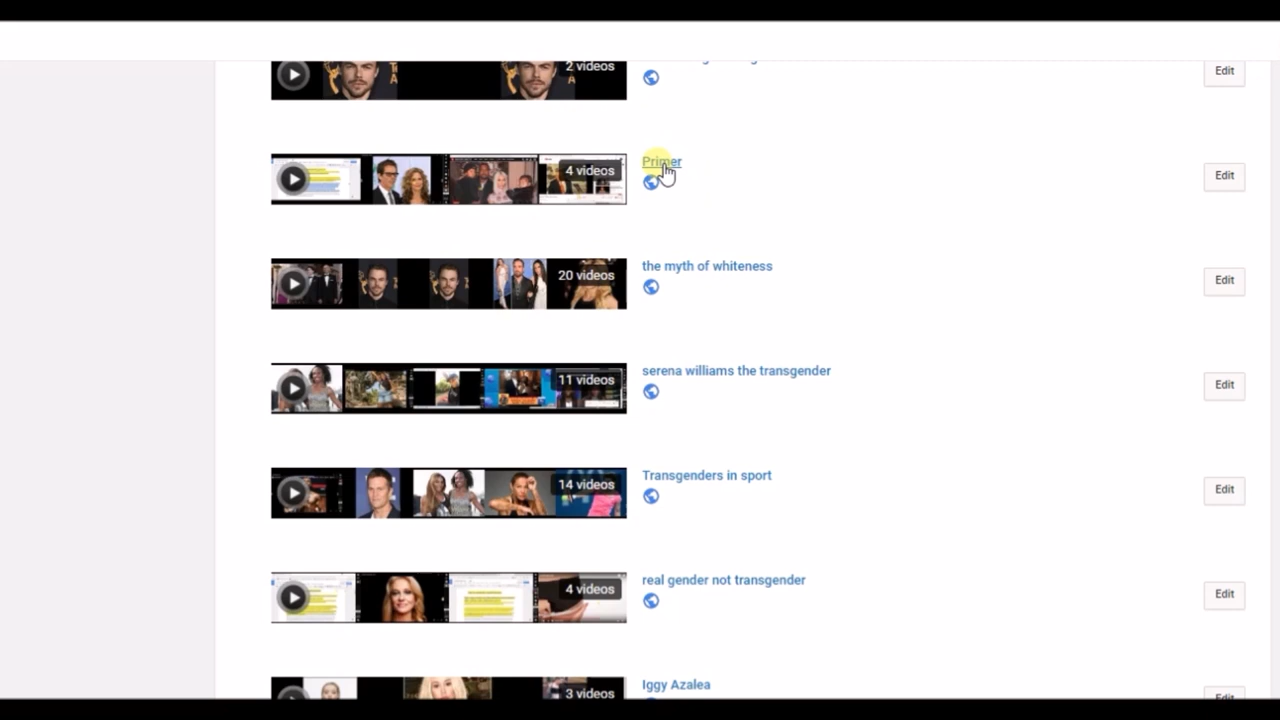 2 videos
Edit
4 videos
Primer
Edit
20 videos
the myth of whiteness
Edit
11 videos
serena williams the transgender
Edit
14 videos
Transgenders in sport
Edit
4 videos
real gender not transgender
Edit
3 videos
Iggy Azalea
Edit